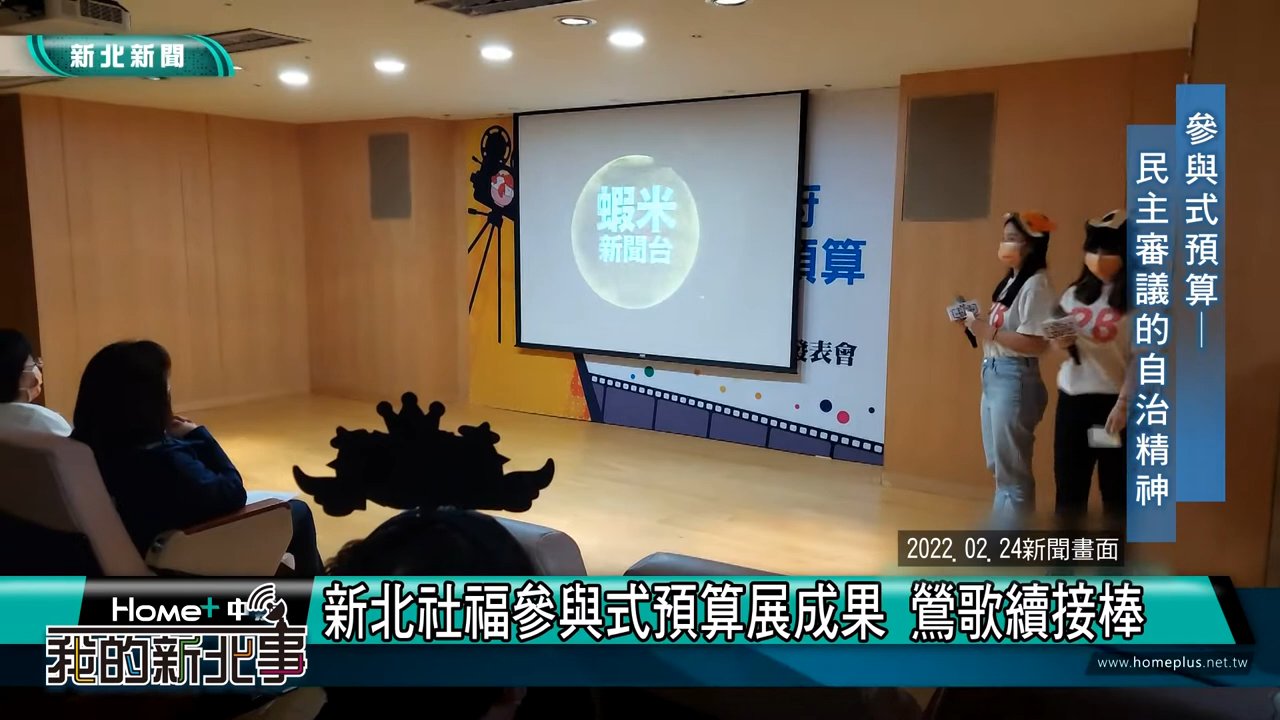 新北新聞
參與式預算—
民主審議的自治精神
蝦米
新聞台
府
預算
發表會
PB
2022. 02. 24新聞畫面
Home+ 中
我的新北事
新北社福參與式預算展成果 鶯歌續接棒
www.homeplus.net.tw